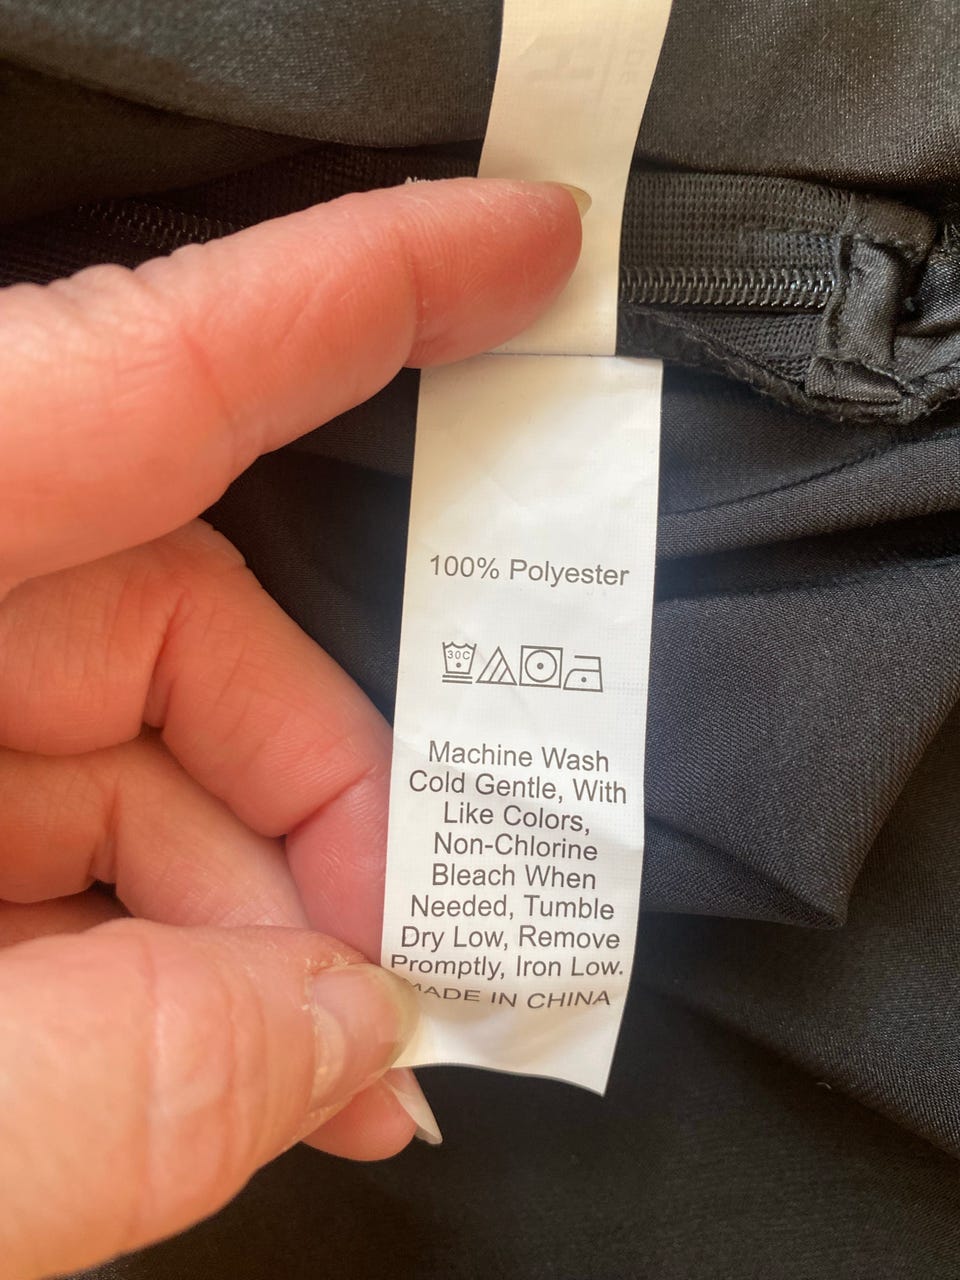 100% Polyester
30C
Machine Wash
Cold Gentle, With
Like Colors,
Non-Chlorine
Bleach When
Needed, Tumble
Dry Low, Remove
Promptly, Iron Low.
MADE IN CHINA